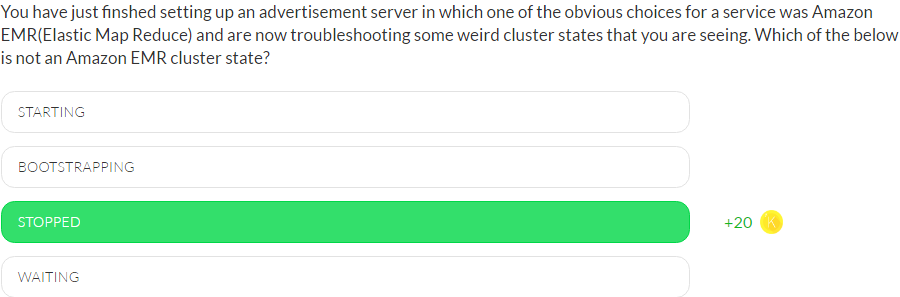 You have just finshed setting up an advertisement server in which one of the obvious choices for a service was Amazon
EMR(Elastic Map Reduce) and are now troubleshooting some weird cluster states that you are seeing. Which of the below
is not an Amazon EMR cluster state?
STARTING
BOOTSTRAPPING
STOPPED
+20 K
WAITING